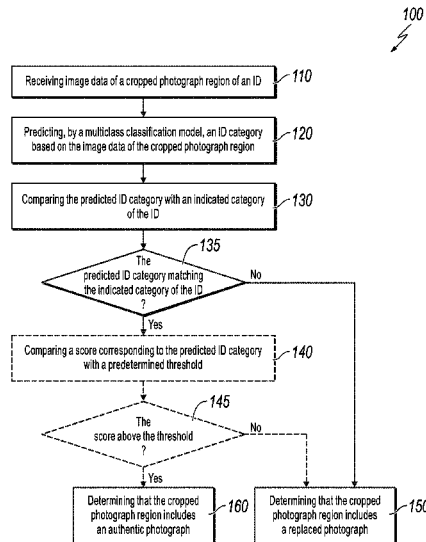 100
Receiving image data of a cropped photograph region of an ID
110
Predicting, by a multiclass classification model, an ID category
based on the image data of the cropped photograph region
120
Comparing the predicted ID category with an indicated category
of the ID
130
135
The
predicted ID category matching
the indicated category of the ID
?
No
Yes
Comparing a score corresponding to the predicted ID category
with a predetermined threshold
140
145
The
score above the threshold
?
No
Yes
Determining that the cropped
photograph region includes
an authentic photograph
160
Determining that the cropped
photograph region includes
a replaced photograph
150